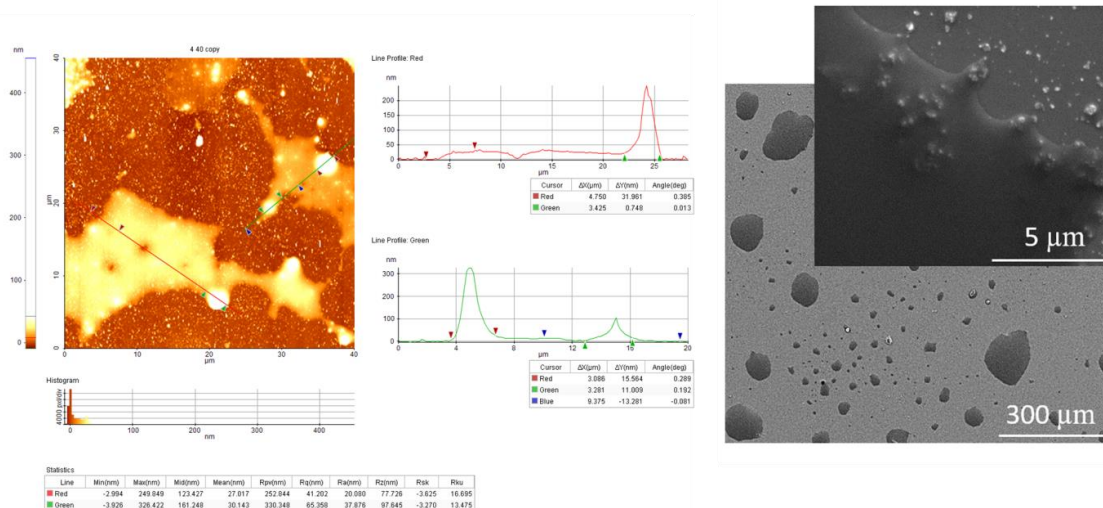 nm
4 40 copy
400
300
200
100
0
40
30
20
10
0
µm
0 10 20 30 40
µm
Line Profile: Red
nm
200
150
100
50
0
0 5 10 15 20 25
µm
Cursor ΔX(µm) ΔY(nm) Angle(deg)
Red 4.750 31.961 0.385
Green 3.425 0.748 0.013
Line Profile: Green
nm
300
200
100
0
0 4 8 12 16 20
µm
Cursor ΔX(µm) ΔY(nm) Angle(deg)
Red 3.086 15.564 0.289
Green 3.281 11.009 0.192
Blue 9.375 -13.281 -0.081
Histogram
4000 pxl/div
0 100 200 300 400
nm
Statistics
Line Min(nm) Max(nm) Mid(nm) Mean(nm) Rpv(nm) Rq(nm) Ra(nm) Rz(nm) Rsk Rku
Red -2.994 249.849 123.427 27.017 252.844 41.202 20.080 77.726 -3.625 16.695
Green -3.926 326.422 161.248 30.143 330.348 65.358 37.876 97.645 -3.270 13.475
5 µm
300 µm